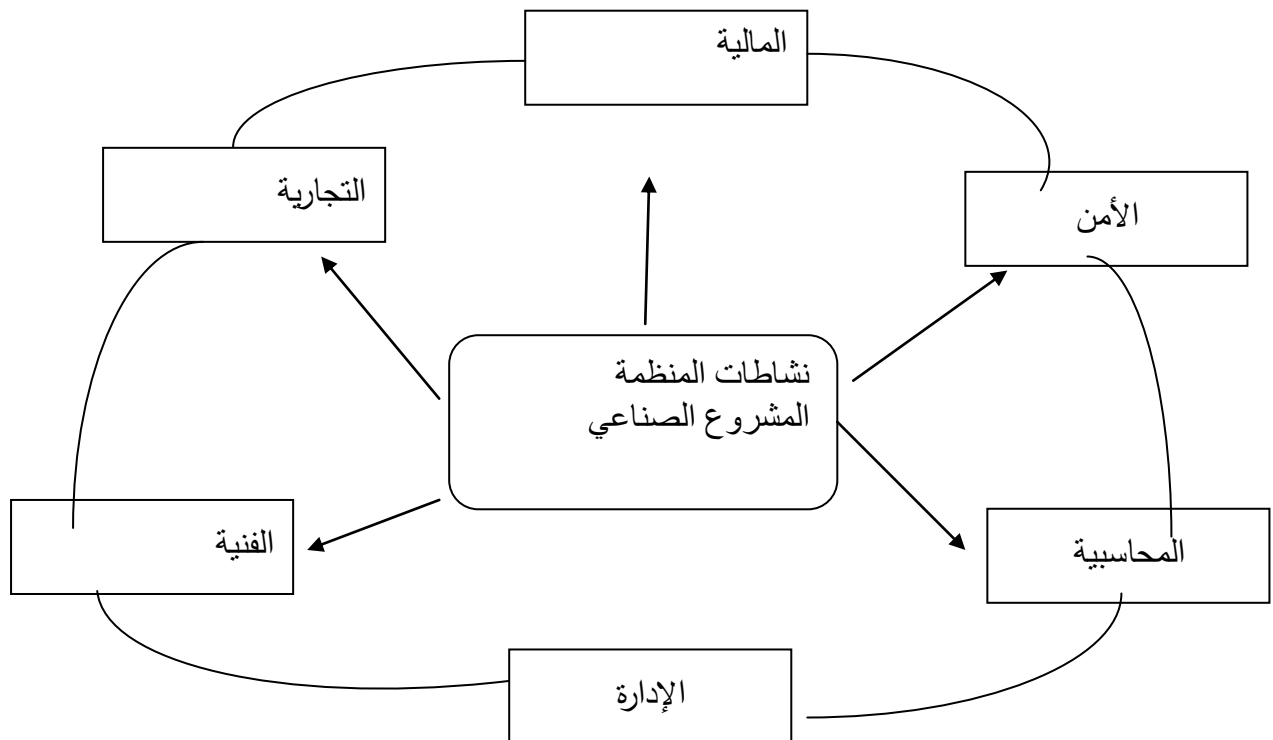 المالية
التجارية
الأمن
نشاطات المنظمة
المشروع الصناعي
الفنية
المحاسبية
الإدارة